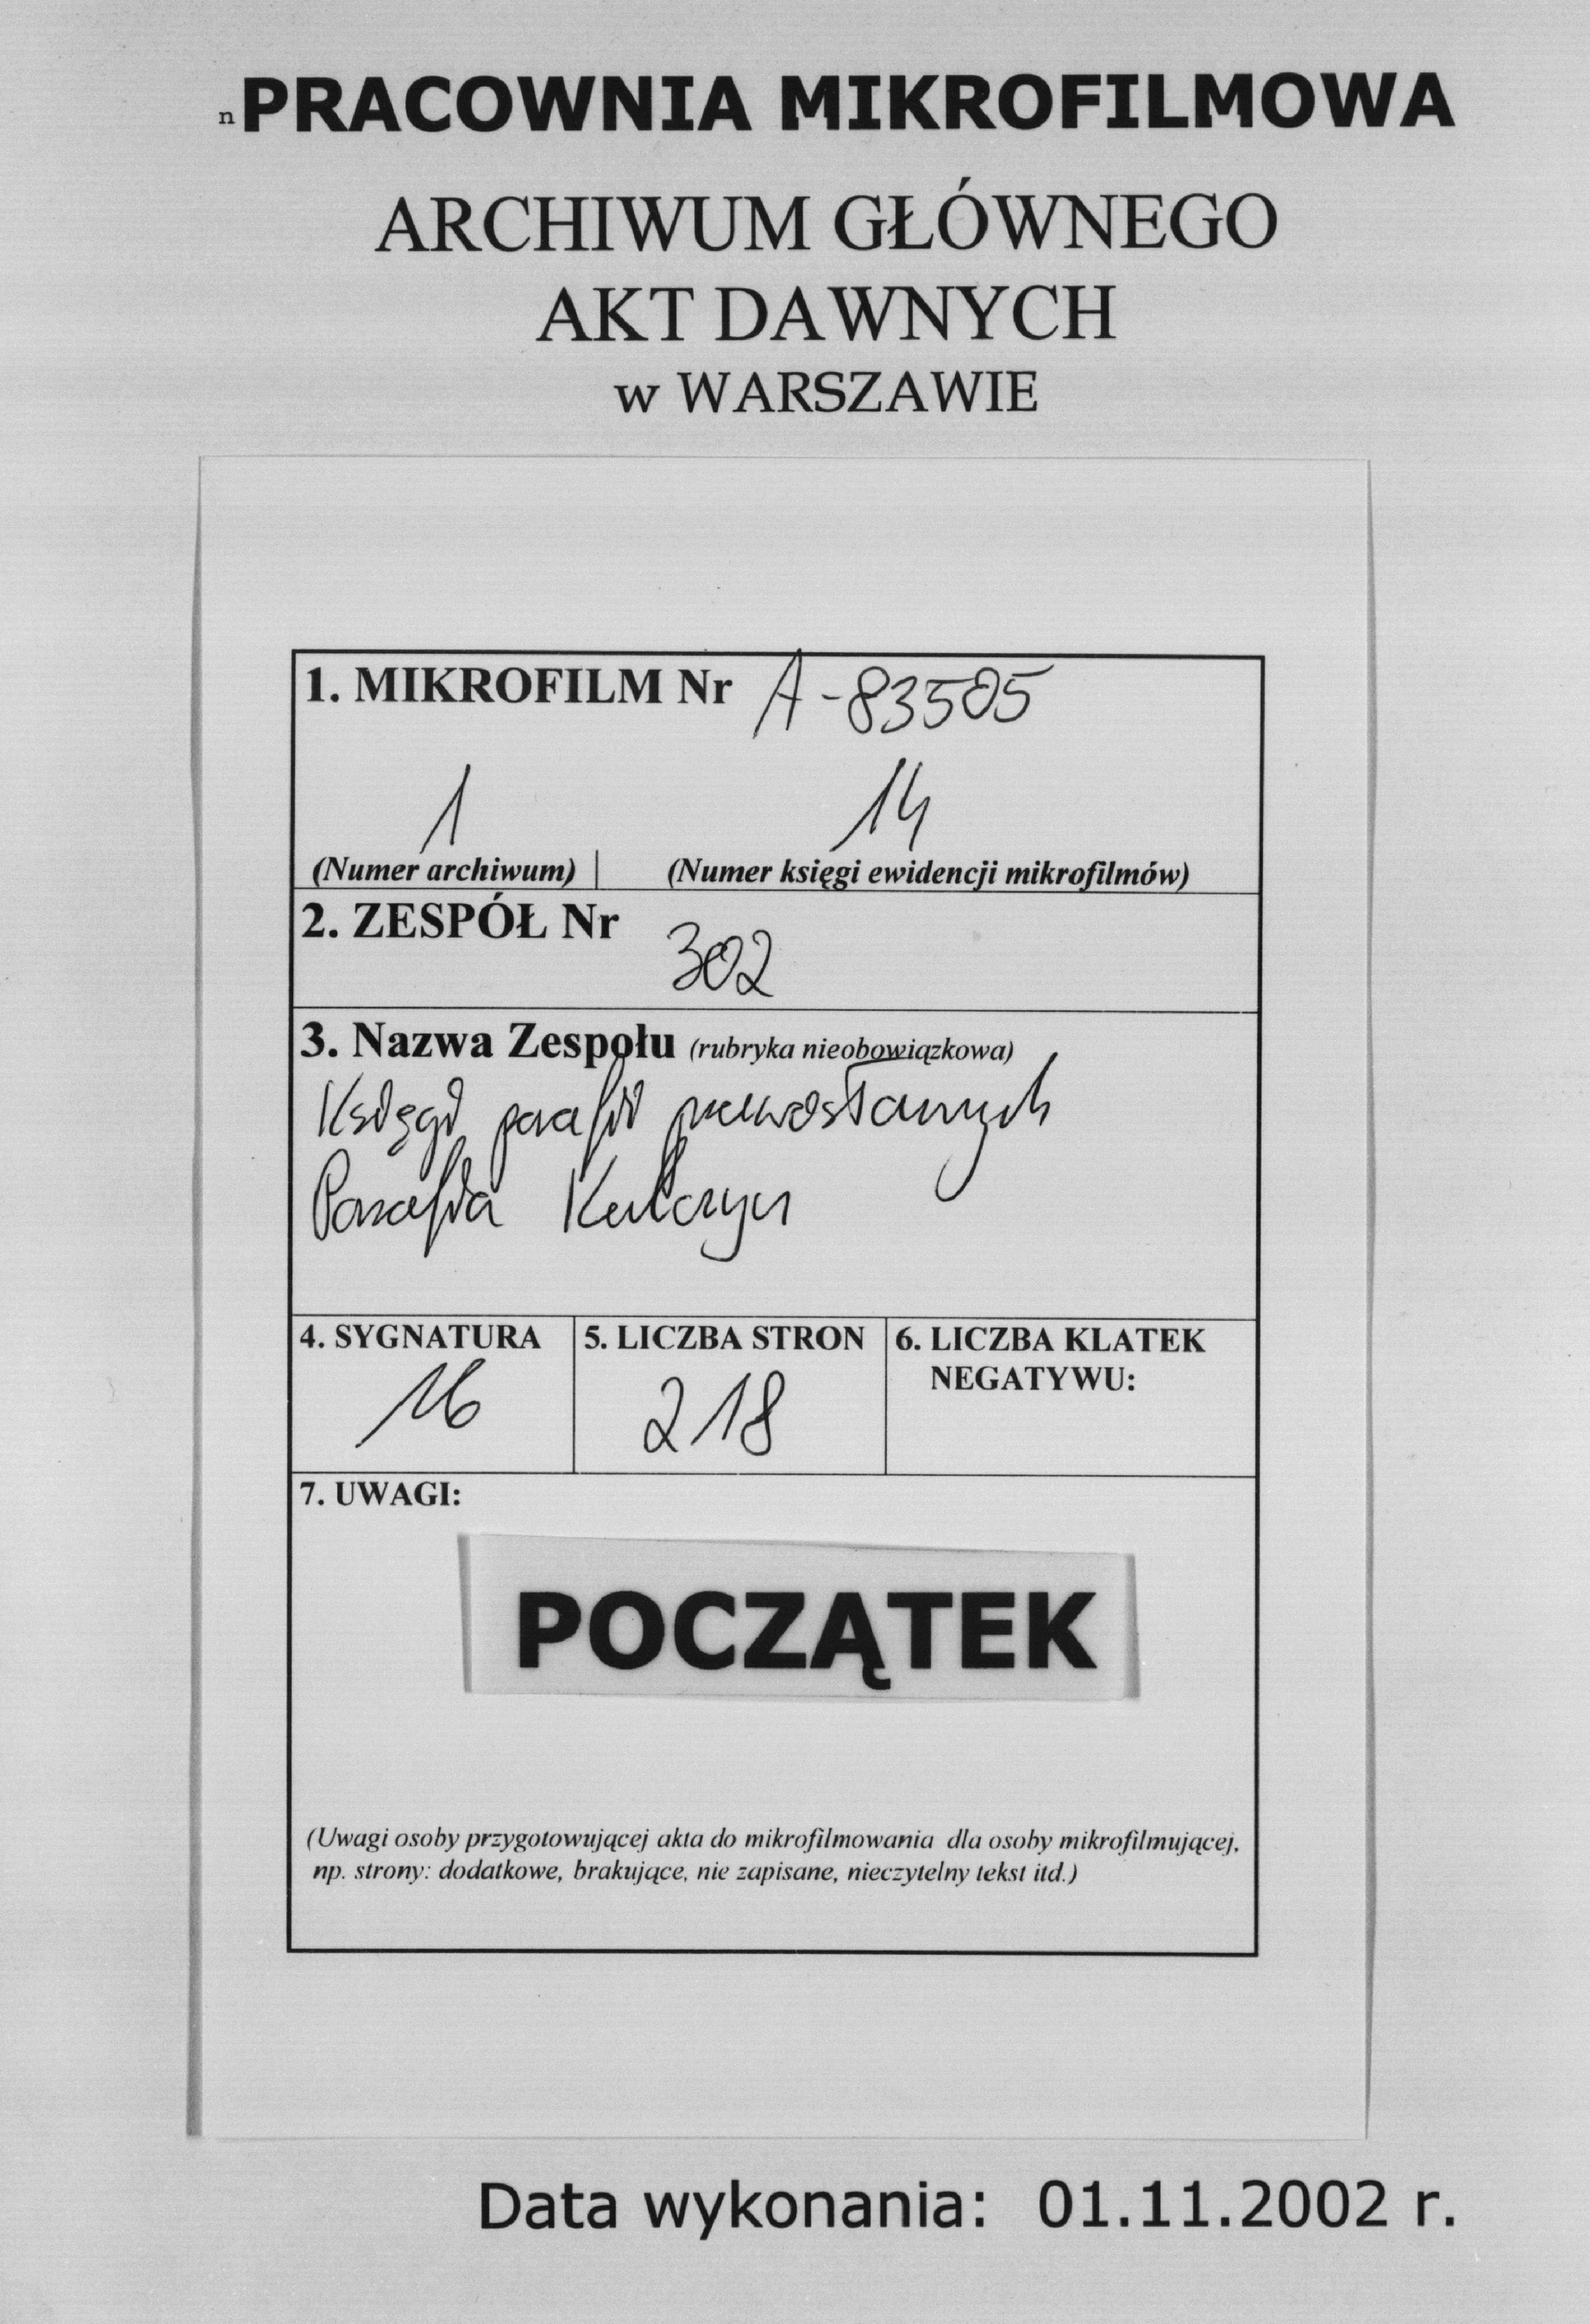 n PRACOWNIA MIKROFILMOWA
ARCHIWUM GŁÓWNEGO
AKT DAWNYCH
w WARSZAWIE
1. MIKROFILM Nr A-83505
1 14
(Numer archiwum) (Numer księgi ewidencji mikrofilmów)
2. ZESPÓŁ Nr 302
3. Nazwa Zespołu (rubryka nieobowiązkowa)
Księgi parafii
Parafia
4. SYGNATURA 5. LICZBA STRON 6. LICZBA KLATEK
NEGATYWU:
16 218
7. UWAGI:
POCZĄTEK
(Uwagi osoby przygotowującej akta do mikrofilmowania dla osoby mikrofilmującej,
np. strony: dodatkowe, brakujące, nie zapisane, nieczytelny tekst itd.)
Data wykonania: 01.11.2002 r.